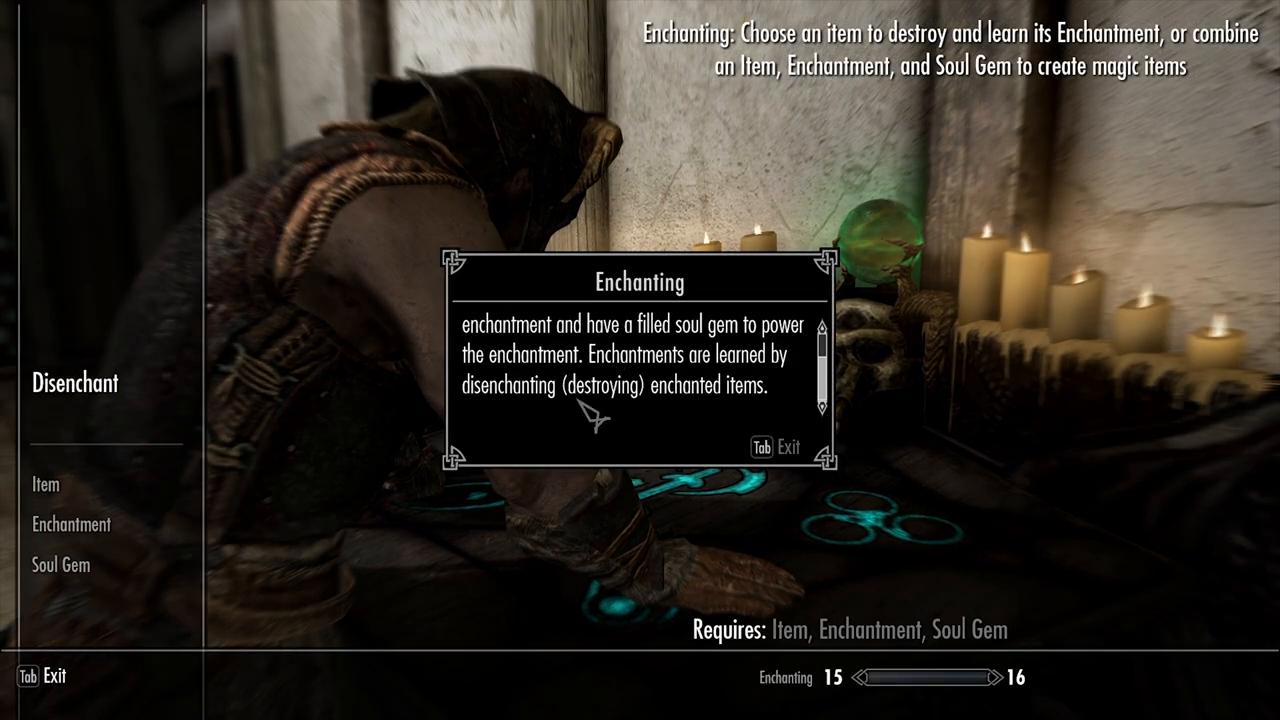 Enchanting: Choose an item to destroy and learn its Enchantment, or combine
an Item, Enchantment, and Soul Gem to create magic items
Enchanting
enchantment and have a filled soul gem to power
the enchantment. Enchantments are learned by
disenchanting (destroying) enchanted items.
Tab Exit
Disenchant
Item
Enchantment
Soul Gem
Requires: Item, Enchantment, Soul Gem
Tab Exit
Enchanting 15 16